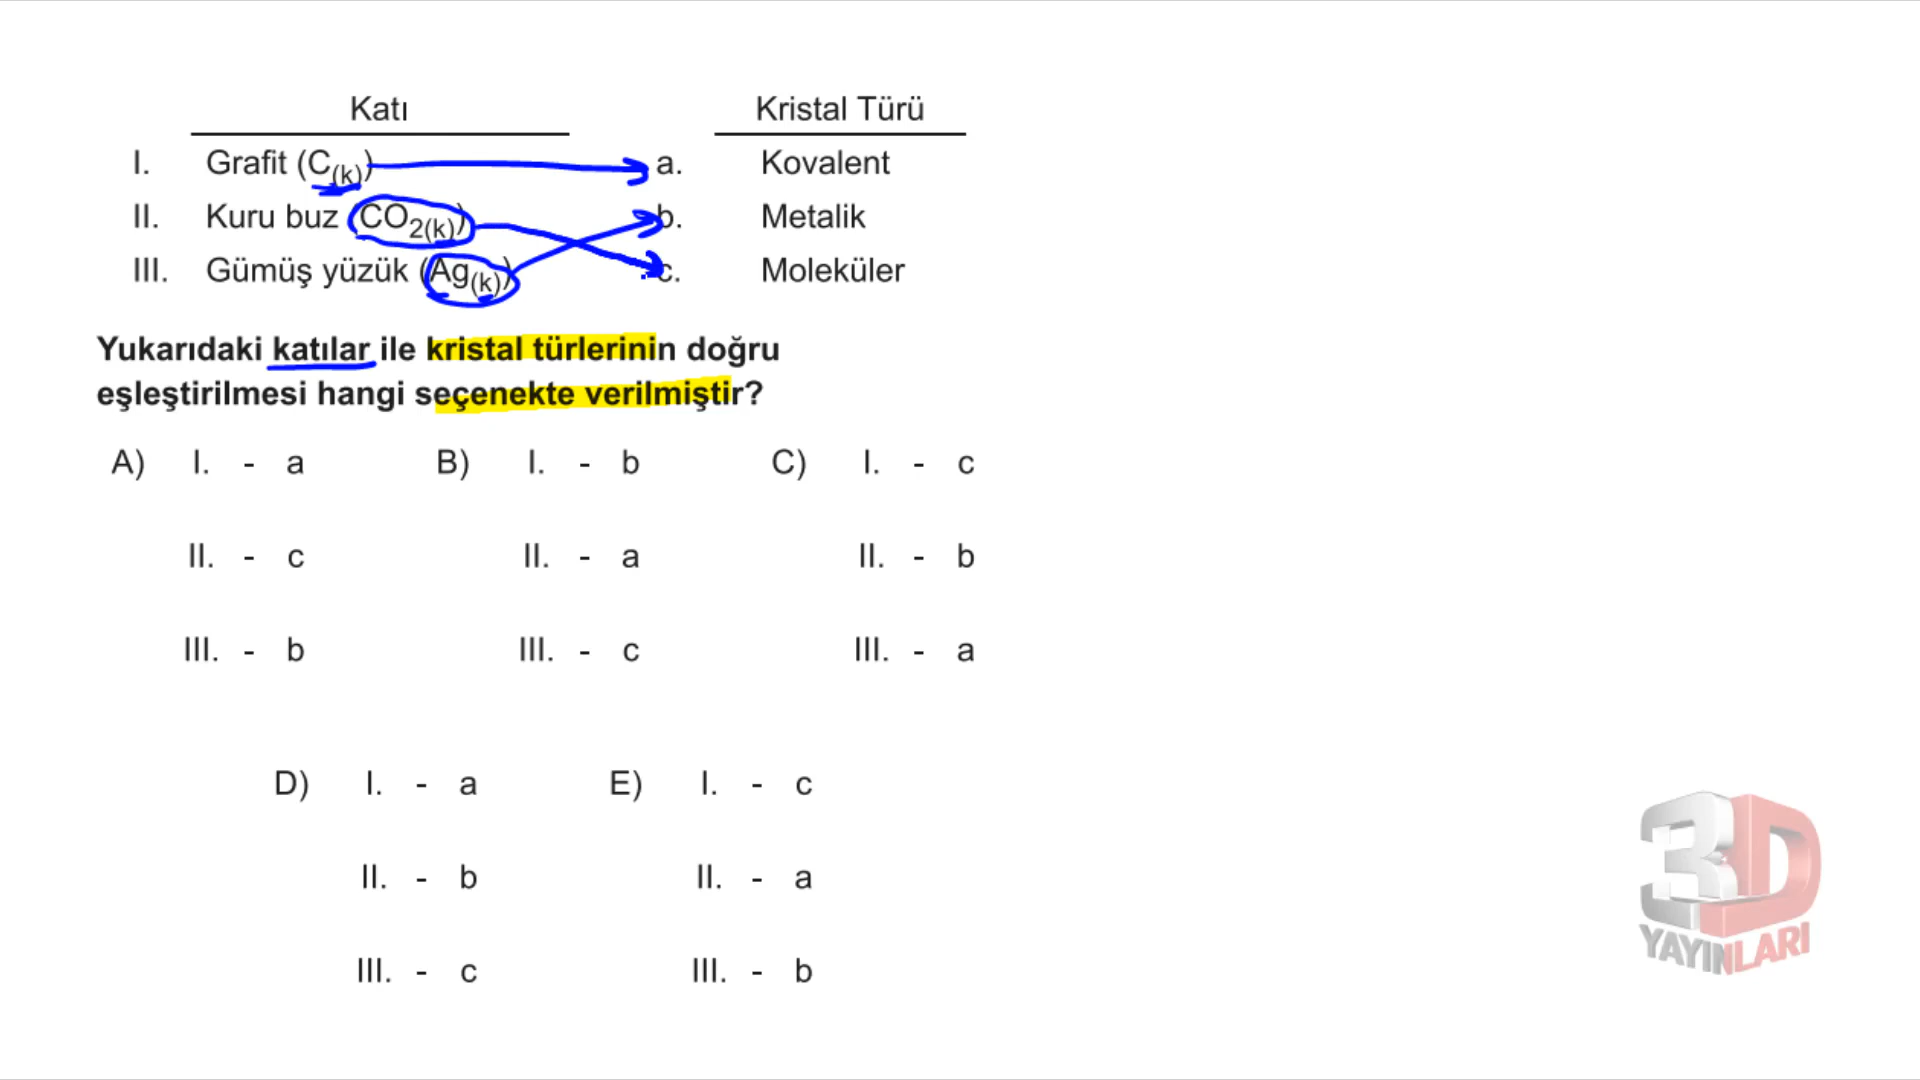 Katı Kristal Türü
I. Grafit (C(k)) a. Kovalent
II. Kuru buz (CO2(k)) b. Metalik
III. Gümüş yüzük (Ag(k)) c. Moleküler
Yukarıdaki katılar ile kristal türlerinin doğru
eşleştirilmesi hangi seçenekte verilmiştir?
A) I. - a B) I. - b C) I. - c
II. - c II. - a II. - b
III. - b III. - c III. - a
D) I. - a E) I. - c
II. - b II. - a
III. - c III. - b
3D
YAYINLARI